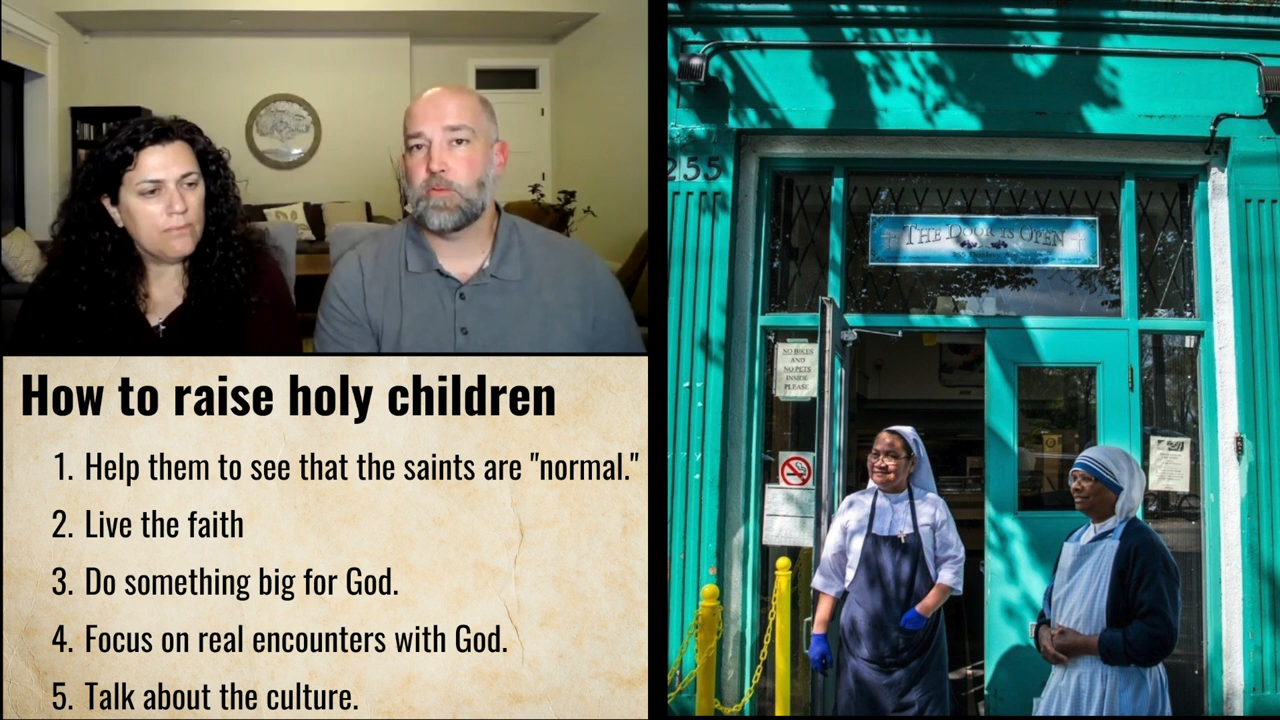 How to raise holy children
1. Help them to see that the saints are "normal."
2. Live the faith
3. Do something big for God.
4. Focus on real encounters with God.
5. Talk about the culture.
255
THE DOOR IS OPEN
NO BIKES
AND
NO PETS
INSIDE
PLEASE